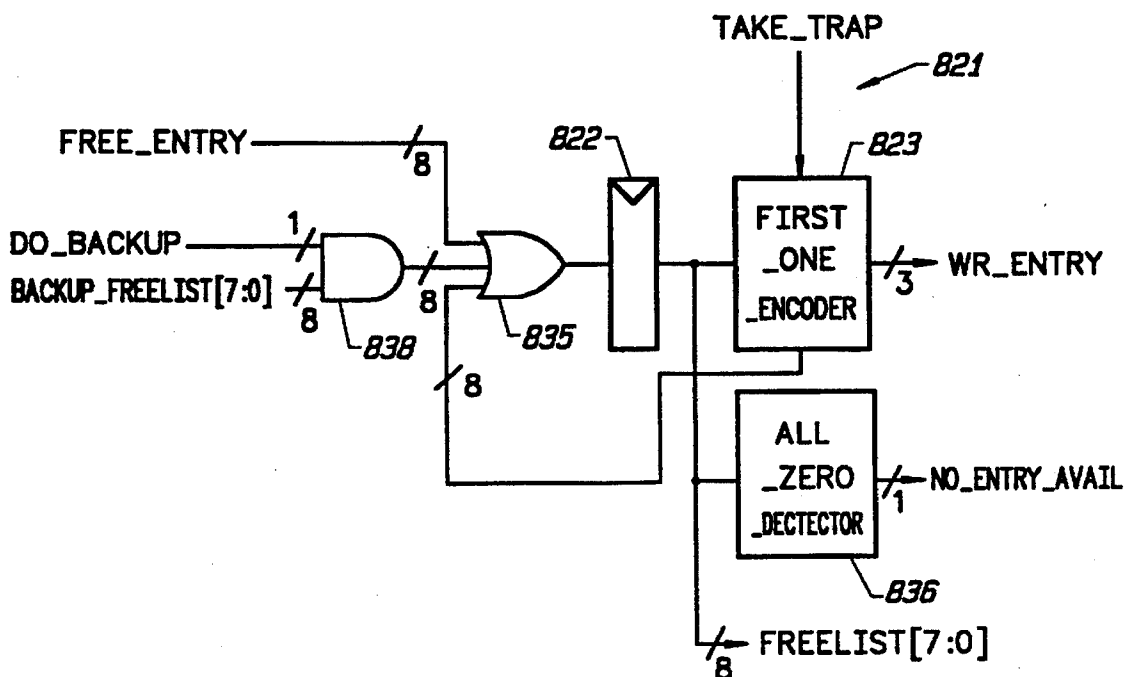 TAKE_TRAP
821
FREE_ENTRY
8
822
823
DO_BACKUP
1
BACKUP_FREELIST[7:0]
8
838
8
835
8
FIRST
_ONE
_ENCODER
3
WR_ENTRY
ALL
_ZERO
_DECTECTOR
1
NO_ENTRY_AVAIL
836
8
FREELIST[7:0]